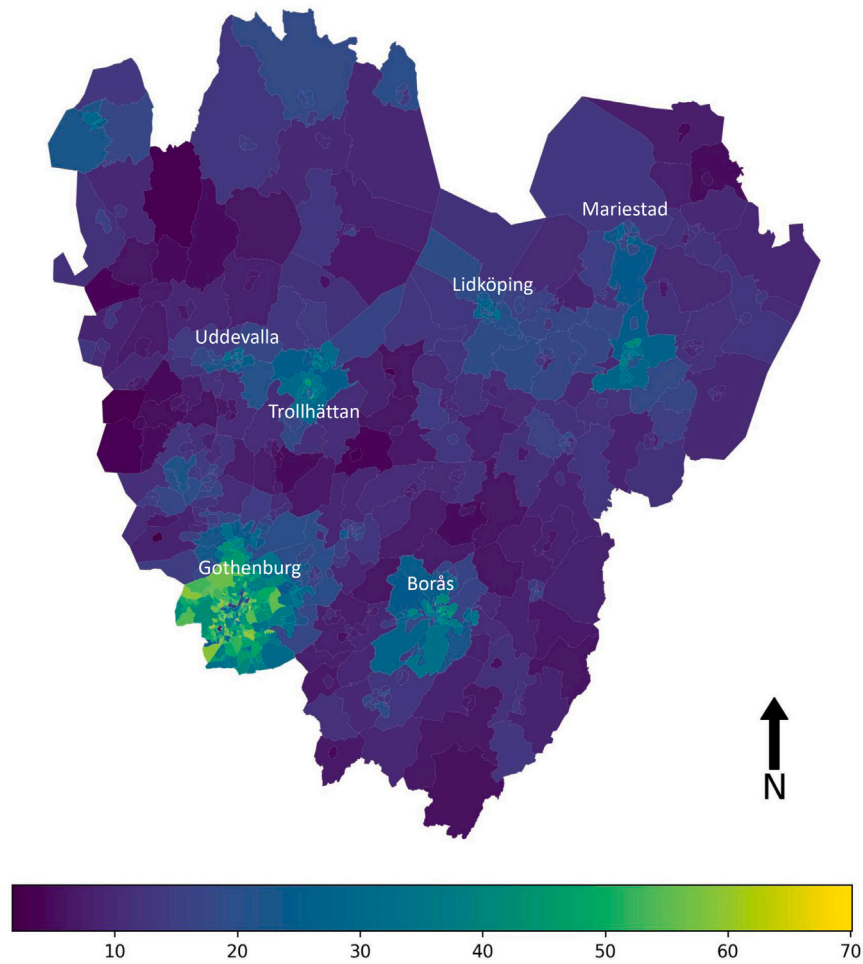 Mariestad
Lidköping
Uddevalla
Trollhättan
Gothenburg
Borås
N
10 20 30 40 50 60 70